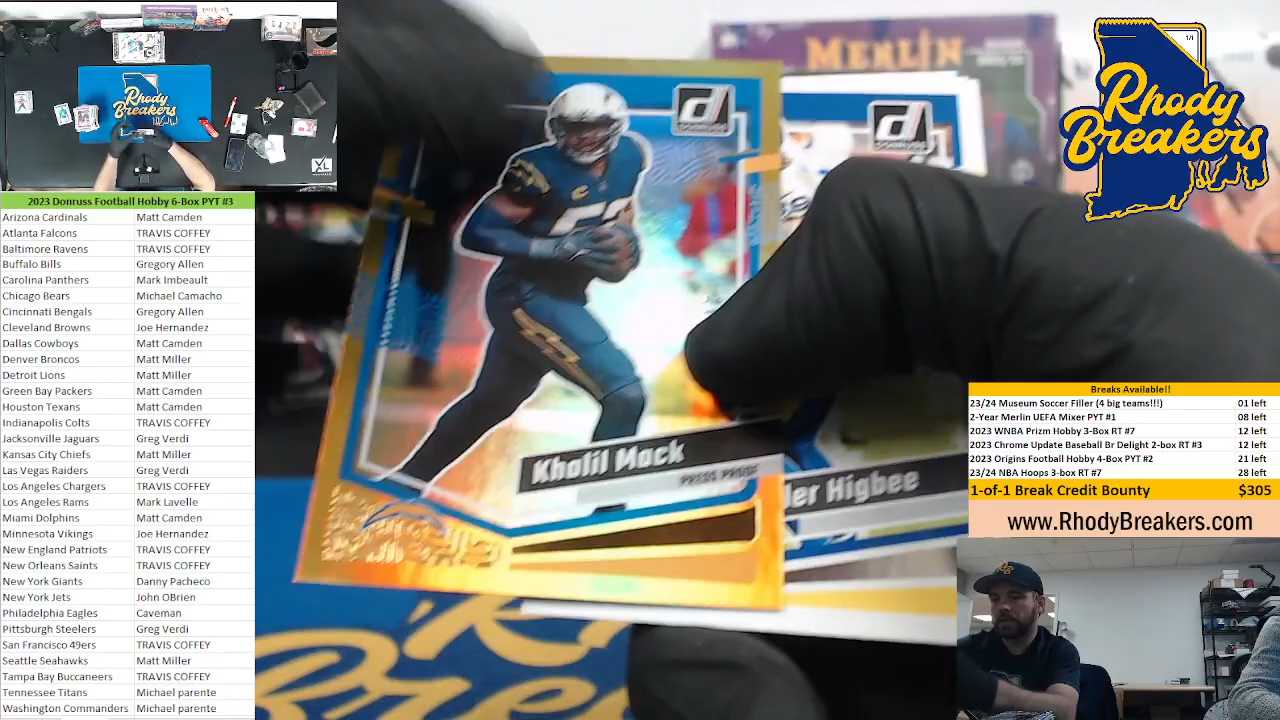 Rhody
Breakers
2023 Donruss Football Hobby 6-Box PYT #3
Arizona Cardinals Matt Camden
Atlanta Falcons TRAVIS COFFEY
Baltimore Ravens TRAVIS COFFEY
Buffalo Bills Gregory Allen
Carolina Panthers Mark Imbeault
Chicago Bears Michael Camacho
Cincinnati Bengals Gregory Allen
Cleveland Browns Joe Hernandez
Dallas Cowboys Matt Camden
Denver Broncos Matt Miller
Detroit Lions Matt Miller
Green Bay Packers Matt Camden
Houston Texans Matt Camden
Indianapolis Colts TRAVIS COFFEY
Jacksonville Jaguars Greg Verdi
Kansas City Chiefs Matt Miller
Las Vegas Raiders Greg Verdi
Los Angeles Chargers TRAVIS COFFEY
Los Angeles Rams Mark Lavelle
Miami Dolphins Matt Camden
Minnesota Vikings Joe Hernandez
New England Patriots TRAVIS COFFEY
New Orleans Saints TRAVIS COFFEY
New York Giants Danny Pacheco
New York Jets John OBrien
Philadelphia Eagles Caveman
Pittsburgh Steelers Greg Verdi
San Francisco 49ers TRAVIS COFFEY
Seattle Seahawks Matt Miller
Tampa Bay Buccaneers TRAVIS COFFEY
Tennessee Titans Michael parente
Washington Commanders Michael parente
XL
MERLIN
DONRUSS
Khalil Mack
PRESS PROOF
DONRUSS
ler Higbee
1/1
Rhody
Breakers
Breaks Available!!
23/24 Museum Soccer Filler (4 big teams!!!) 01 left
2-Year Merlin UEFA Mixer PYT #1 08 left
2023 WNBA Prizm Hobby 3-Box RT #7 12 left
2023 Chrome Update Baseball Br Delight 2-box RT #3 12 left
2023 Origins Football Hobby 4-Box PYT #2 21 left
23/24 NBA Hoops 3-box RT #7 28 left
1-of-1 Break Credit Bounty $305
www.RhodyBreakers.com